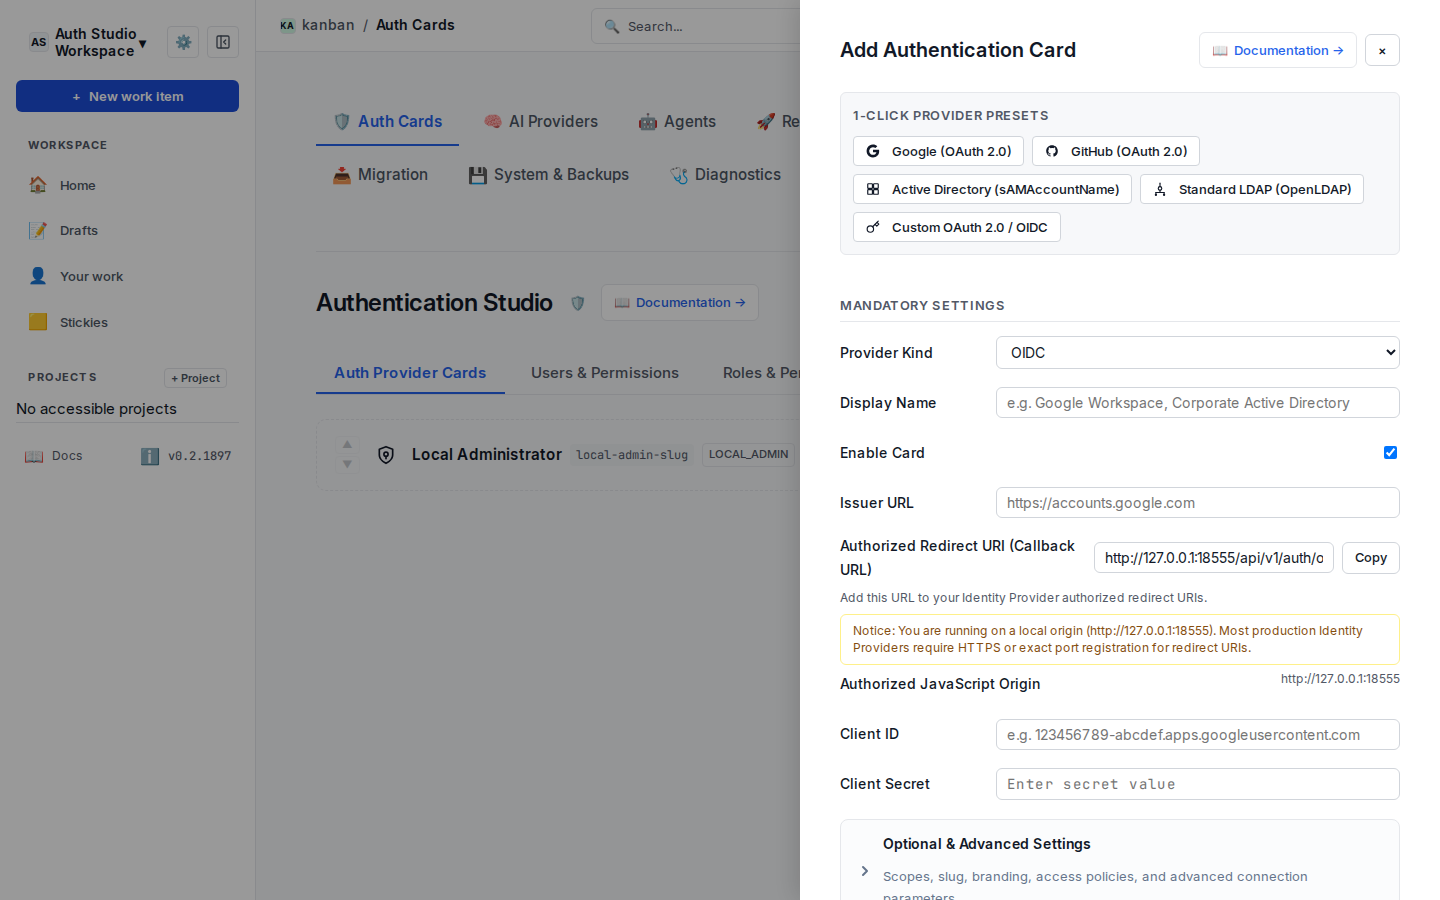 AS Auth Studio Workspace ▾
+ New work item
WORKSPACE
Home
Drafts
Your work
Stickies
PROJECTS
+ Project
No accessible projects
Docs
v0.2.1897
KA kanban / Auth Cards
Search...
Auth Cards
AI Providers
Agents
Re
Migration
System & Backups
Diagnostics
Authentication Studio
Documentation →
Auth Provider Cards
Users & Permissions
Roles & Per
Local Administrator
local-admin-slug
LOCAL_ADMIN
Add Authentication Card
Documentation →
×
1-CLICK PROVIDER PRESETS
Google (OAuth 2.0)
GitHub (OAuth 2.0)
Active Directory (sAMAccountName)
Standard LDAP (OpenLDAP)
Custom OAuth 2.0 / OIDC
MANDATORY SETTINGS
Provider Kind
OIDC
Display Name
e.g. Google Workspace, Corporate Active Directory
Enable Card
Issuer URL
https://accounts.google.com
Authorized Redirect URI (Callback
URL)
http://127.0.0.1:18555/api/v1/auth/o
Copy
Add this URL to your Identity Provider authorized redirect URIs.
Notice: You are running on a local origin (http://127.0.0.1:18555). Most production Identity
Providers require HTTPS or exact port registration for redirect URIs.
Authorized JavaScript Origin
http://127.0.0.1:18555
Client ID
e.g. 123456789-abcdef.apps.googleusercontent.com
Client Secret
Enter secret value
Optional & Advanced Settings
Scopes, slug, branding, access policies, and advanced connection
parameters